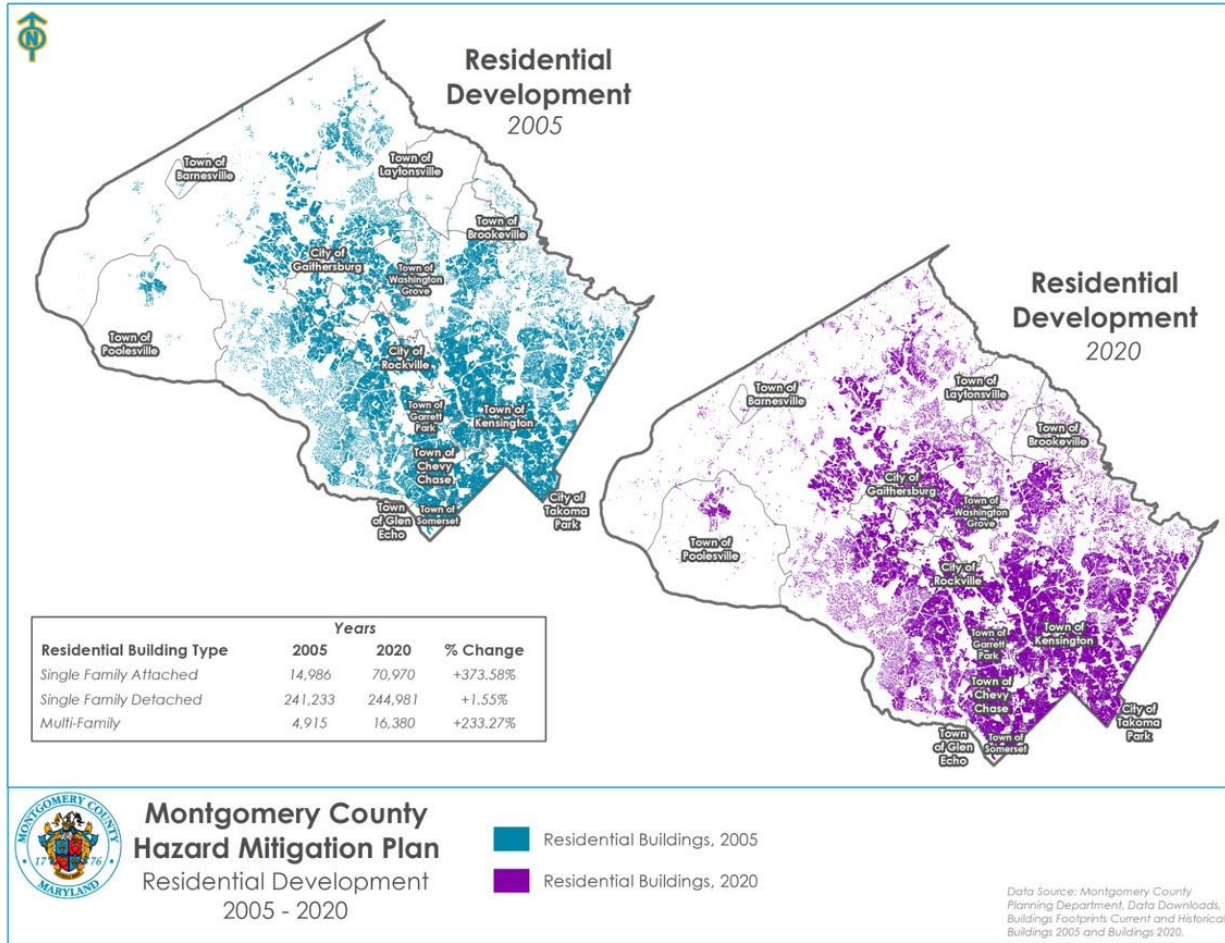 N
Residential
Development
2005
Town of
Barnesville
Town of
Laytonsville
Town of
Brookeville
City of
Gaithersburg
Town of
Washington
Grove
Town of
Poolesville
City of
Rockville
Town of
Garrett
Park
Town of
Kensington
Town of
Chevy
Chase
Town
of Glen
Echo
Town of
Somerset
City of
Takoma
Park
Residential
Development
2020
Town of
Barnesville
Town of
Laytonsville
Town of
Brookeville
City of
Gaithersburg
Town of
Washington
Grove
Town of
Poolesville
City of
Rockville
Town of
Garrett
Park
Town of
Kensington
Town of
Chevy
Chase
Town
of Glen
Echo
Town of
Somerset
City of
Takoma
Park
Years
Residential Building Type 2005 2020 % Change
Single Family Attached 14,986 70,970 +373.58%
Single Family Detached 241,233 244,981 +1.55%
Multi-Family 4,915 16,380 +233.27%
MONTGOMERY COUNTY
17 76
MARYLAND
Montgomery County
Hazard Mitigation Plan
Residential Development
2005 - 2020
Residential Buildings, 2005
Residential Buildings, 2020
Data Source: Montgomery County
Planning Department, Data Downloads,
Buildings Footprints Current and Historical
Buildings 2005 and Buildings 2020.